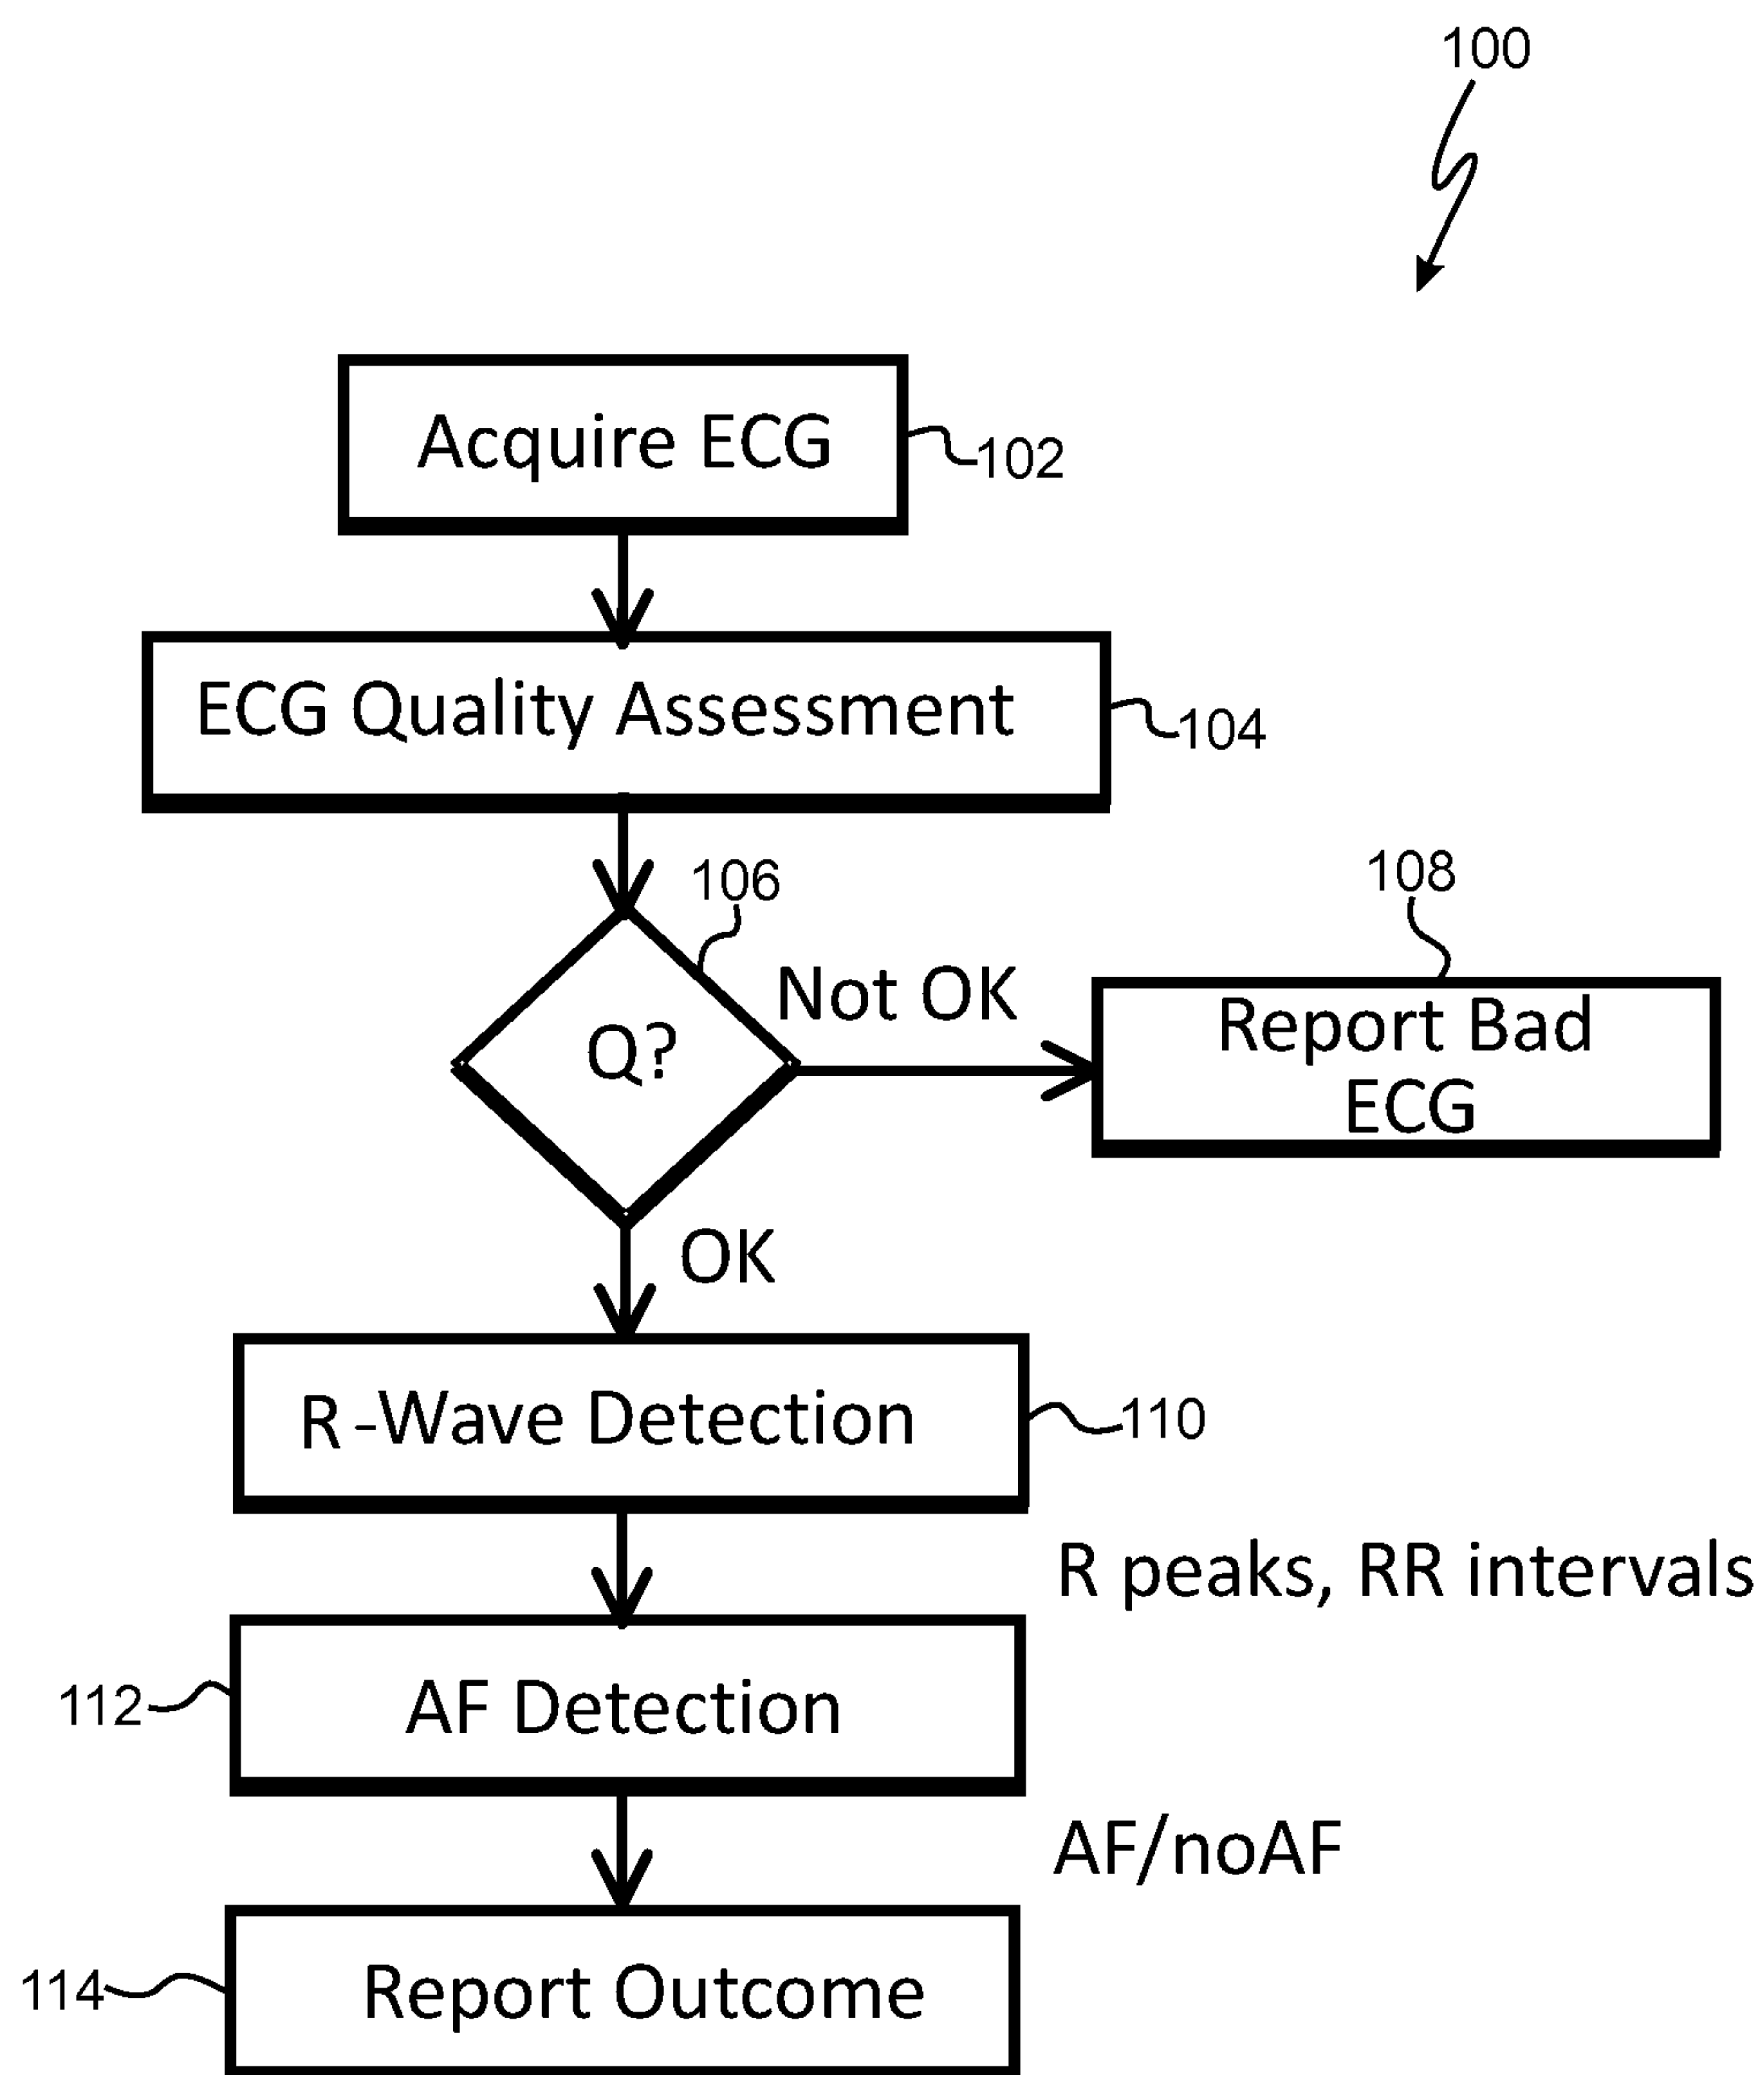 100
Acquire ECG
102
ECG Quality Assessment
104
106
108
Not OK
Q?
Report Bad
ECG
OK
R-Wave Detection
110
R peaks, RR intervals
112
AF Detection
AF/noAF
114
Report Outcome